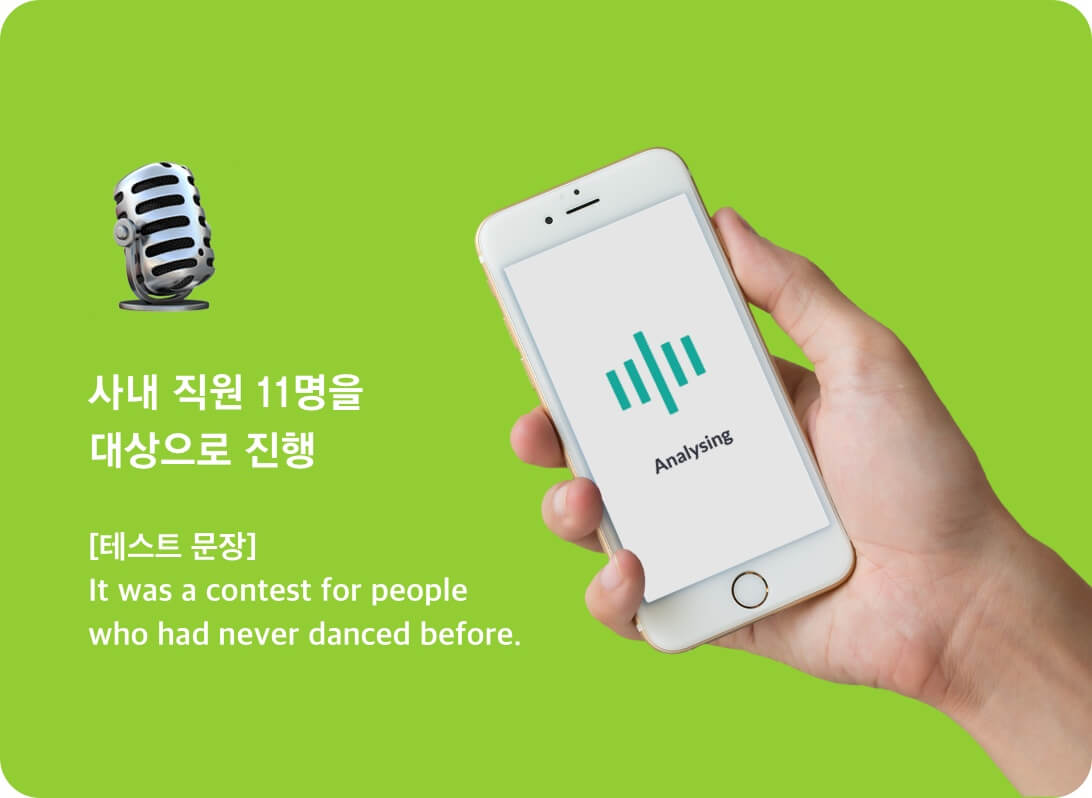 사내 직원 11명을
대상으로 진행
[테스트 문장]
It was a contest for people
who had never danced before.
Analysing